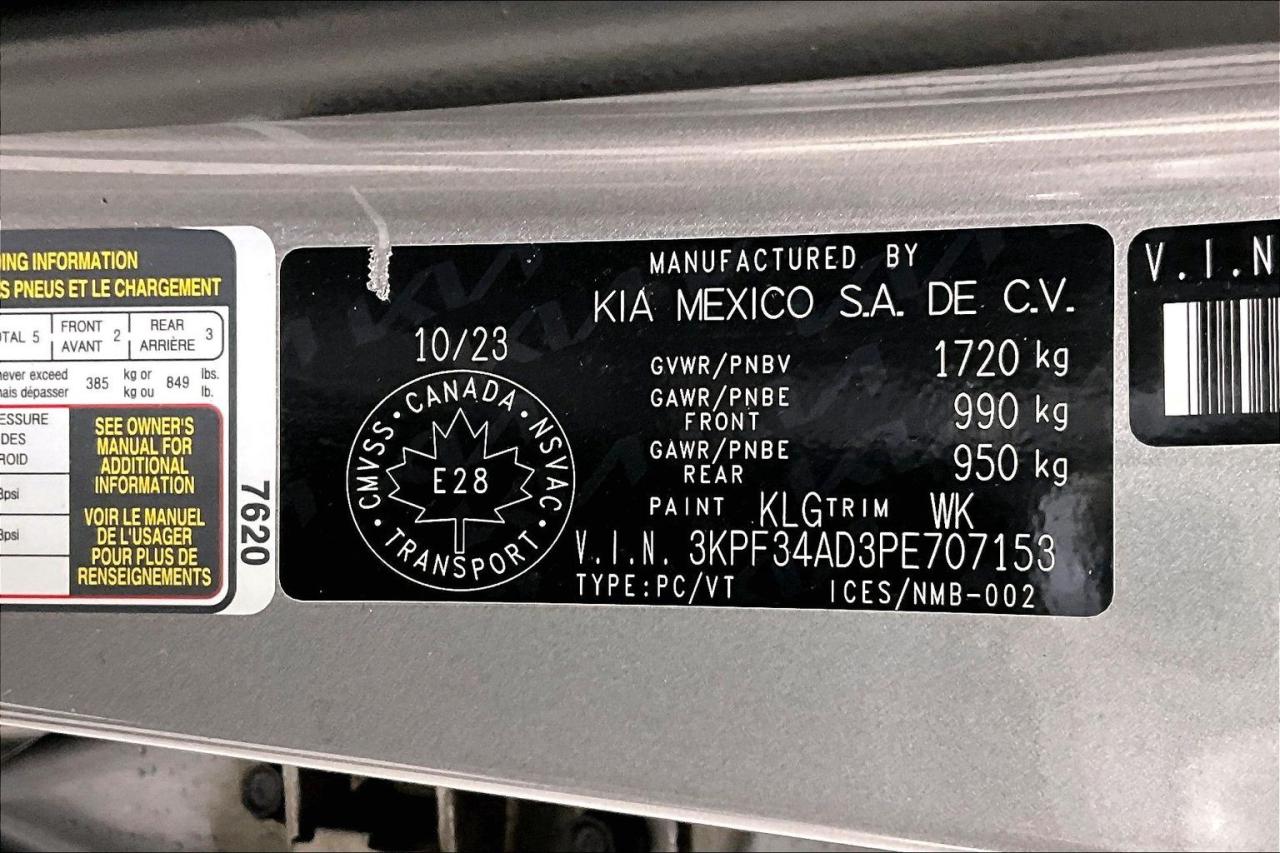 ING INFORMATION
S PNEUS ET LE CHARGEMENT
TOTAL 5 FRONT AVANT 2 REAR ARRIÈRE 3
never exceed
mais dépasser
385 kg or kg ou 849 lbs. lb.
ESSURE
DES
ROID
3psi
3psi
SEE OWNER'S
MANUAL FOR
ADDITIONAL
INFORMATION
VOIR LE MANUEL
DE L'USAGER
POUR PLUS DE
RENSEIGNEMENTS
7620
10/23
CMVSS • CANADA • NSVAC • TRANSPORT •
E28
MANUFACTURED BY
KIA MEXICO S.A. DE C.V.
GVWR/PNBV 1720 kg
GAWR/PNBE FRONT 990 kg
GAWR/PNBE REAR 950 kg
PAINT KLG TRIM WK
V.I.N. 3KPF34AD3PE707153
TYPE:PC/VT ICES/NMB-002
V.I.N